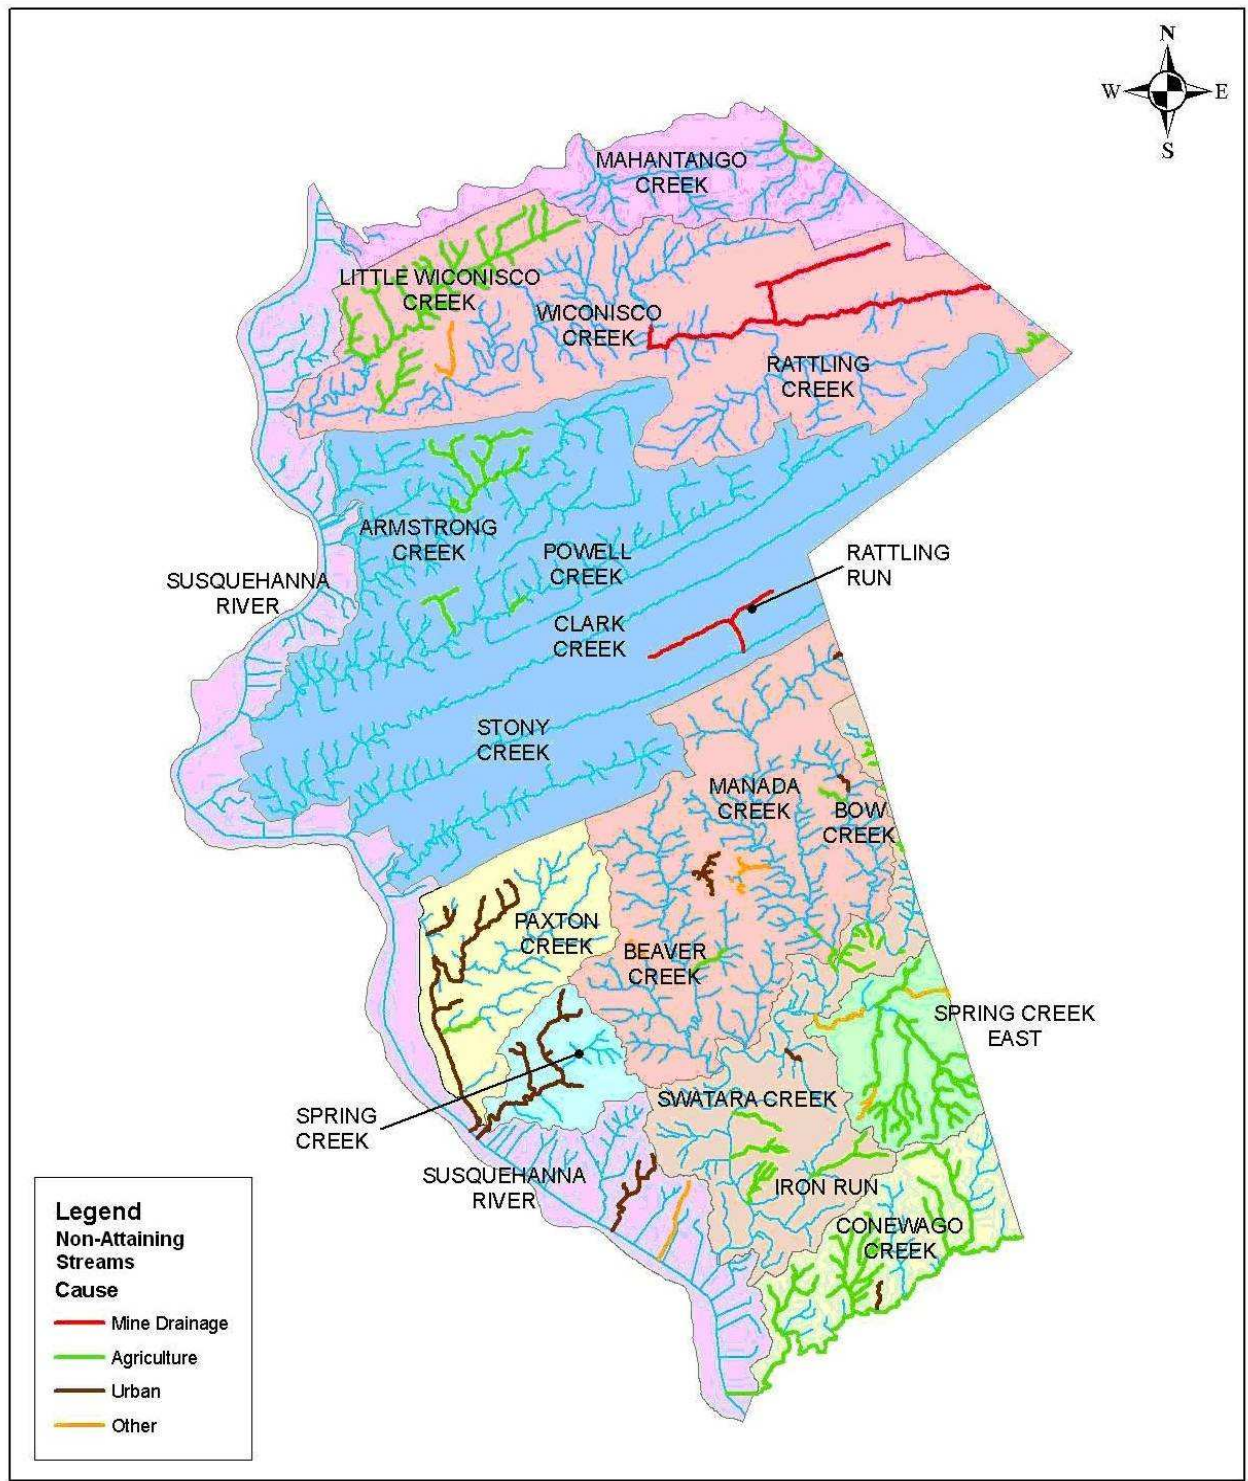 N
W
E
S
MAHANTANGO
CREEK
LITTLE WICONISCO
CREEK
WICONISCO
CREEK
RATTLING
CREEK
ARMSTRONG
CREEK
POWELL
CREEK
RATTLING
RUN
SUSQUEHANNA
RIVER
CLARK
CREEK
STONY
CREEK
MANADA
CREEK
BOW
CREEK
PAXTON
CREEK
BEAVER
CREEK
SPRING CREEK
EAST
SWATARA CREEK
SPRING
CREEK
SUSQUEHANNA
RIVER
IRON RUN
CONEWAGO
CREEK
Legend
Non-Attaining
Streams
Cause
Mine Drainage
Agriculture
Urban
Other